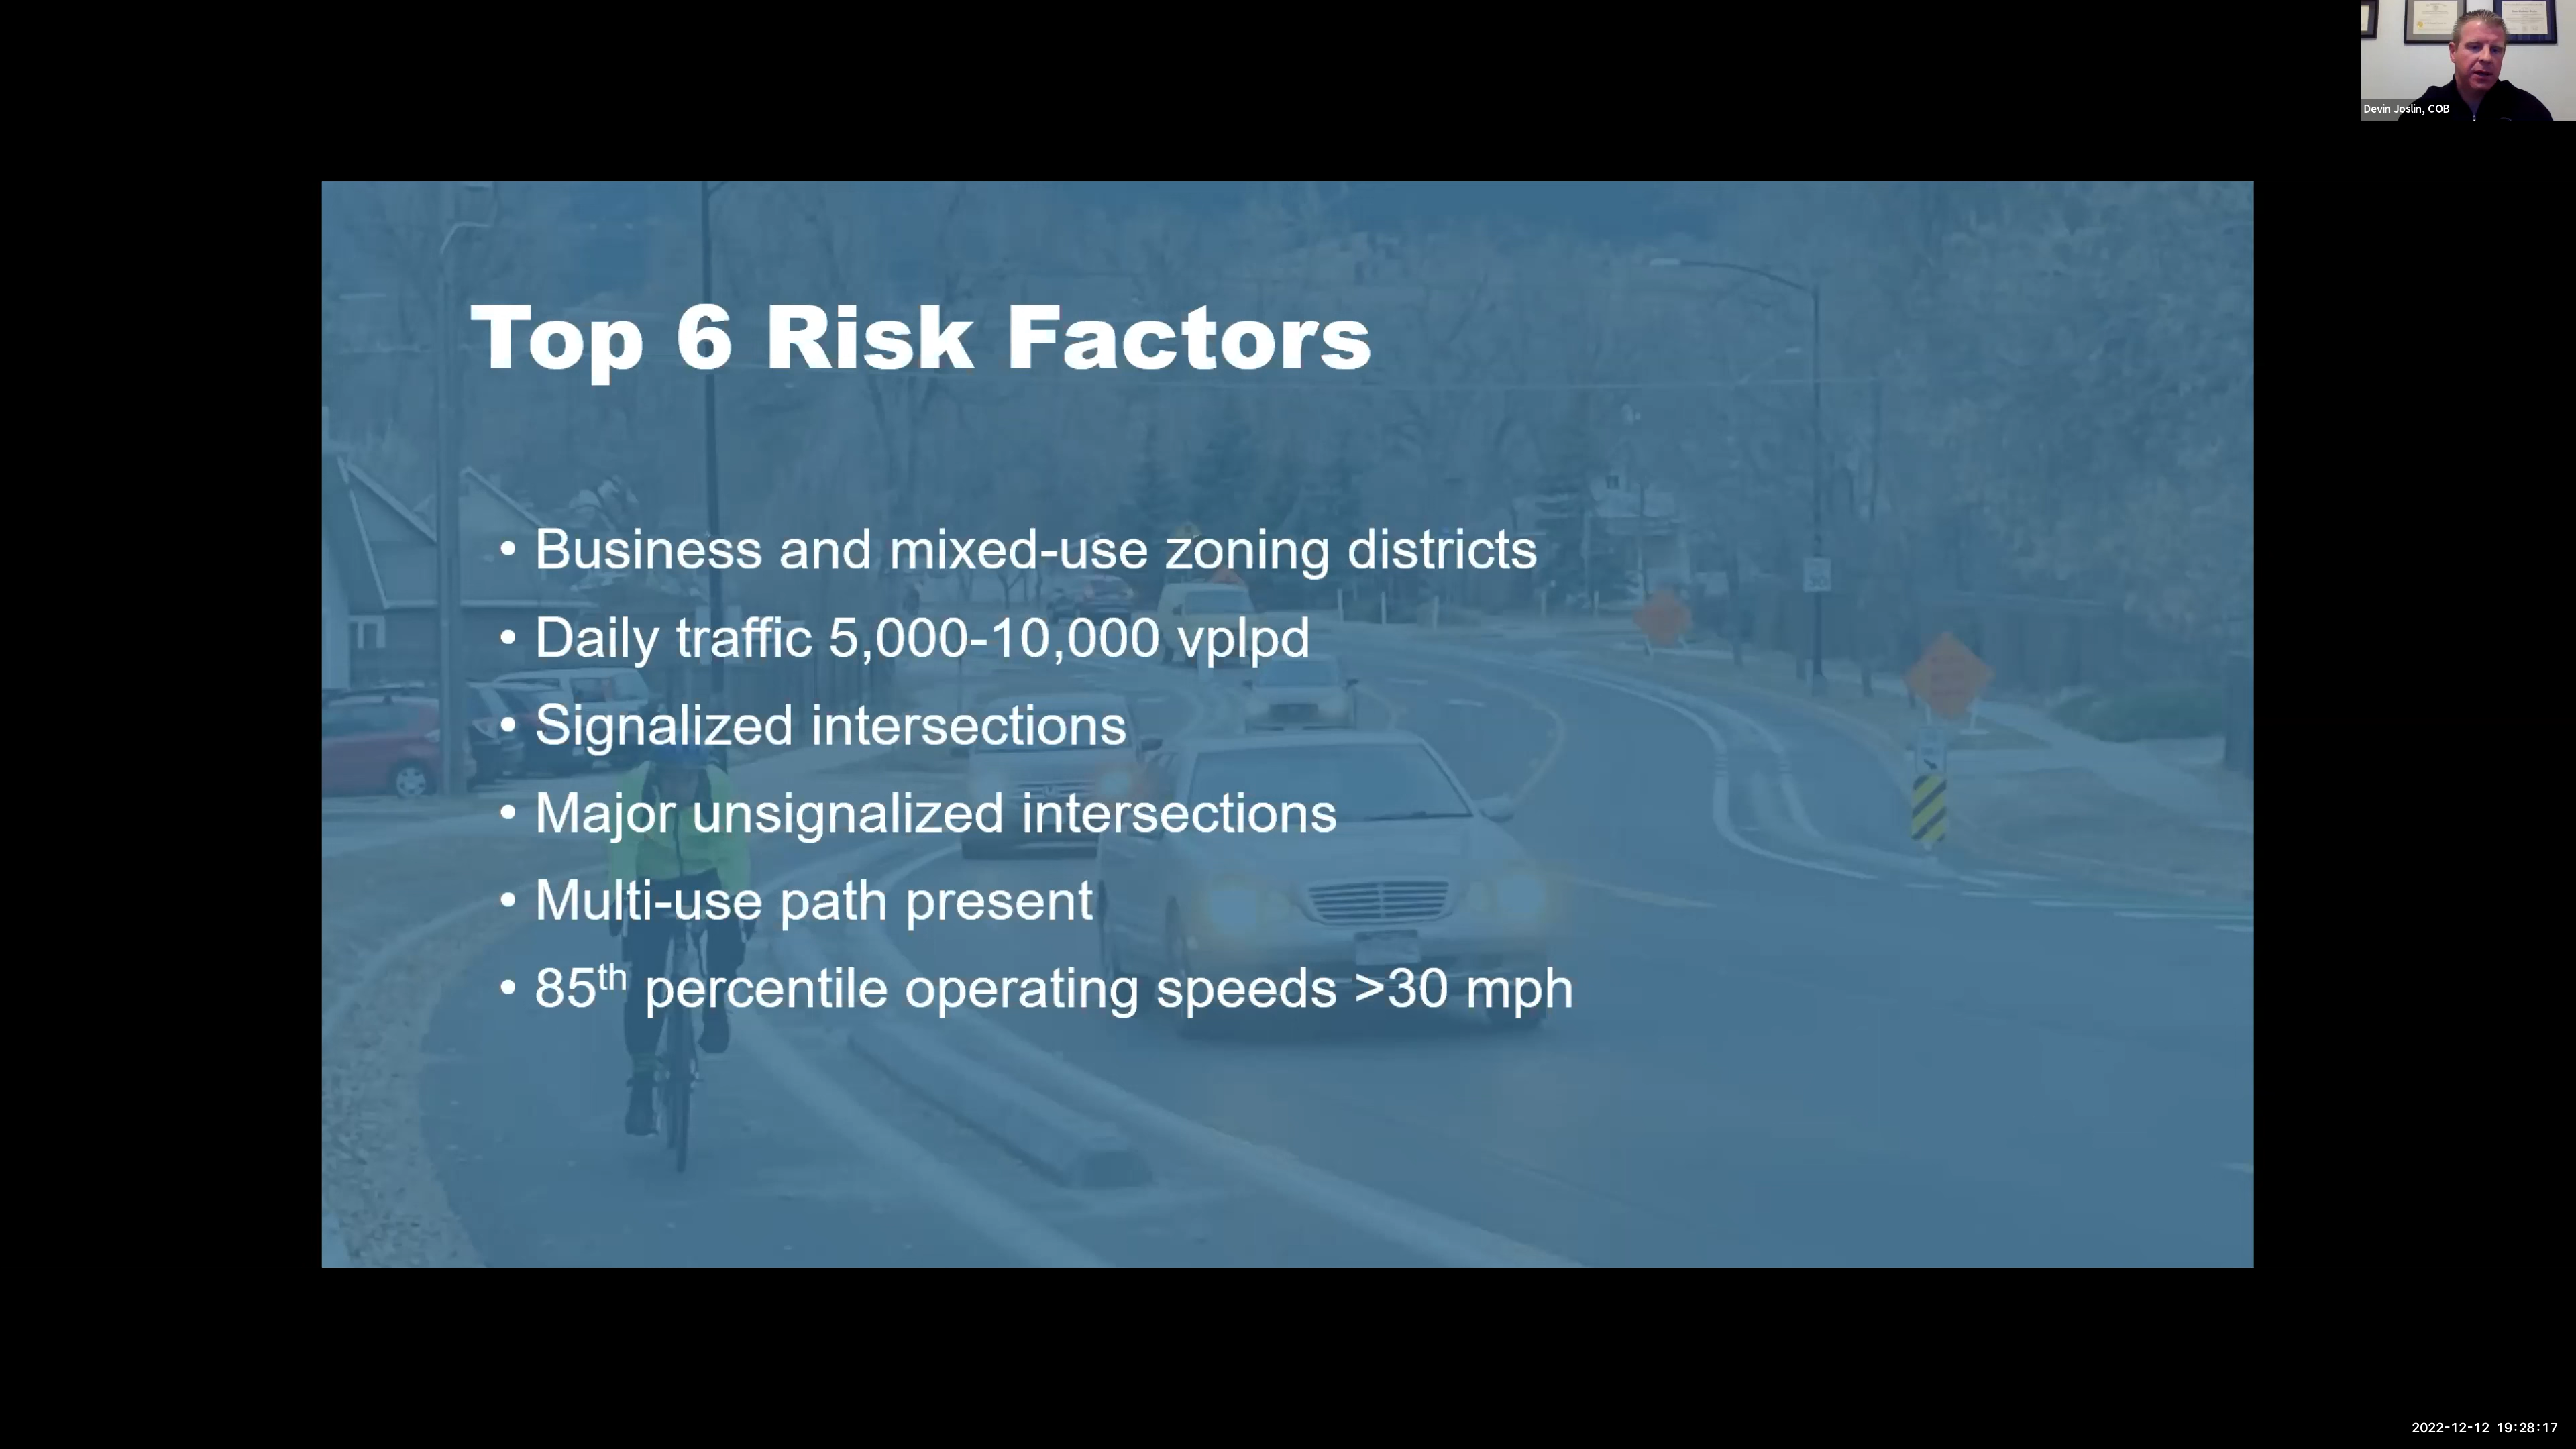 Devin Joslin, COB
Top 6 Risk Factors
• Business and mixed-use zoning districts
• Daily traffic 5,000-10,000 vplpd
• Signalized intersections
• Major unsignalized intersections
• Multi-use path present
• 85th percentile operating speeds >30 mph
2022-12-12 19:28:17